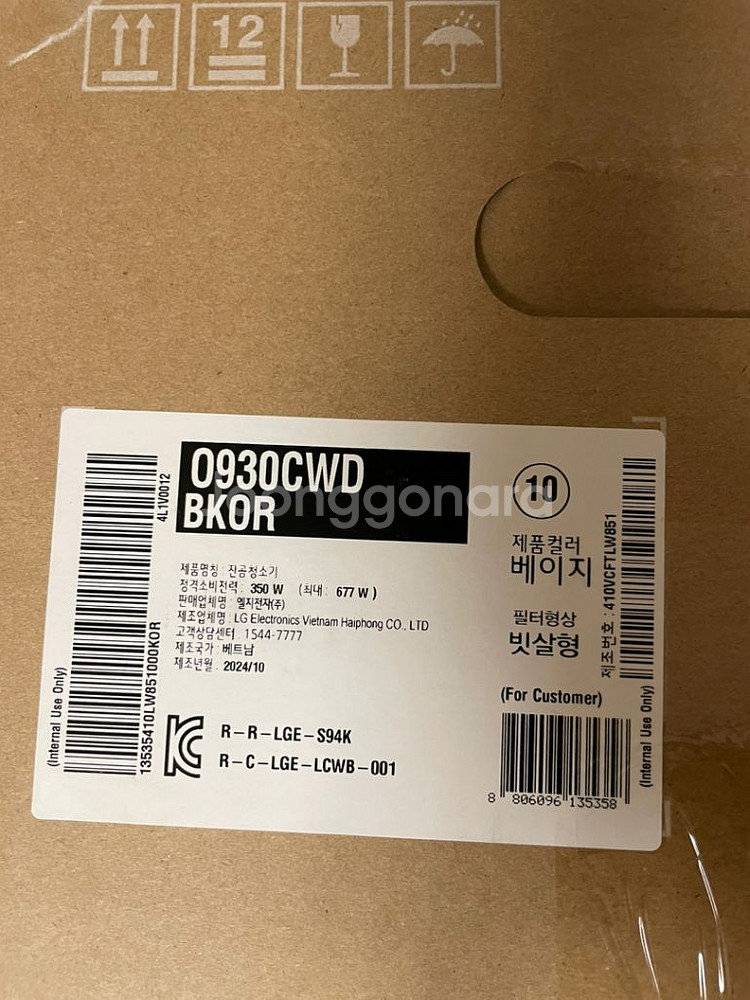 12
O930CWD
BKOR
joonggonara
10
제품컬러
베이지
필터형상
빗살형
(For Customer)
8 806096 135358
제품명칭 : 진공청소기
정격소비전력 : 350 W (최대 : 677 W)
판매업체명 : 엘지전자(주)
제조업체명 : LG Electronics Vietnam Haiphong CO., LTD
고객상담센터 : 1544-7777
제조국가 : 베트남
제조년월 : 2024/10
R-R-LGE-S94K
R-C-LGE-LCWB-001
(Internal Use Only)
13535410LW851000KOR
4L1V0012
제조번호 : 410VCFTLW851
(Internal Use Only)